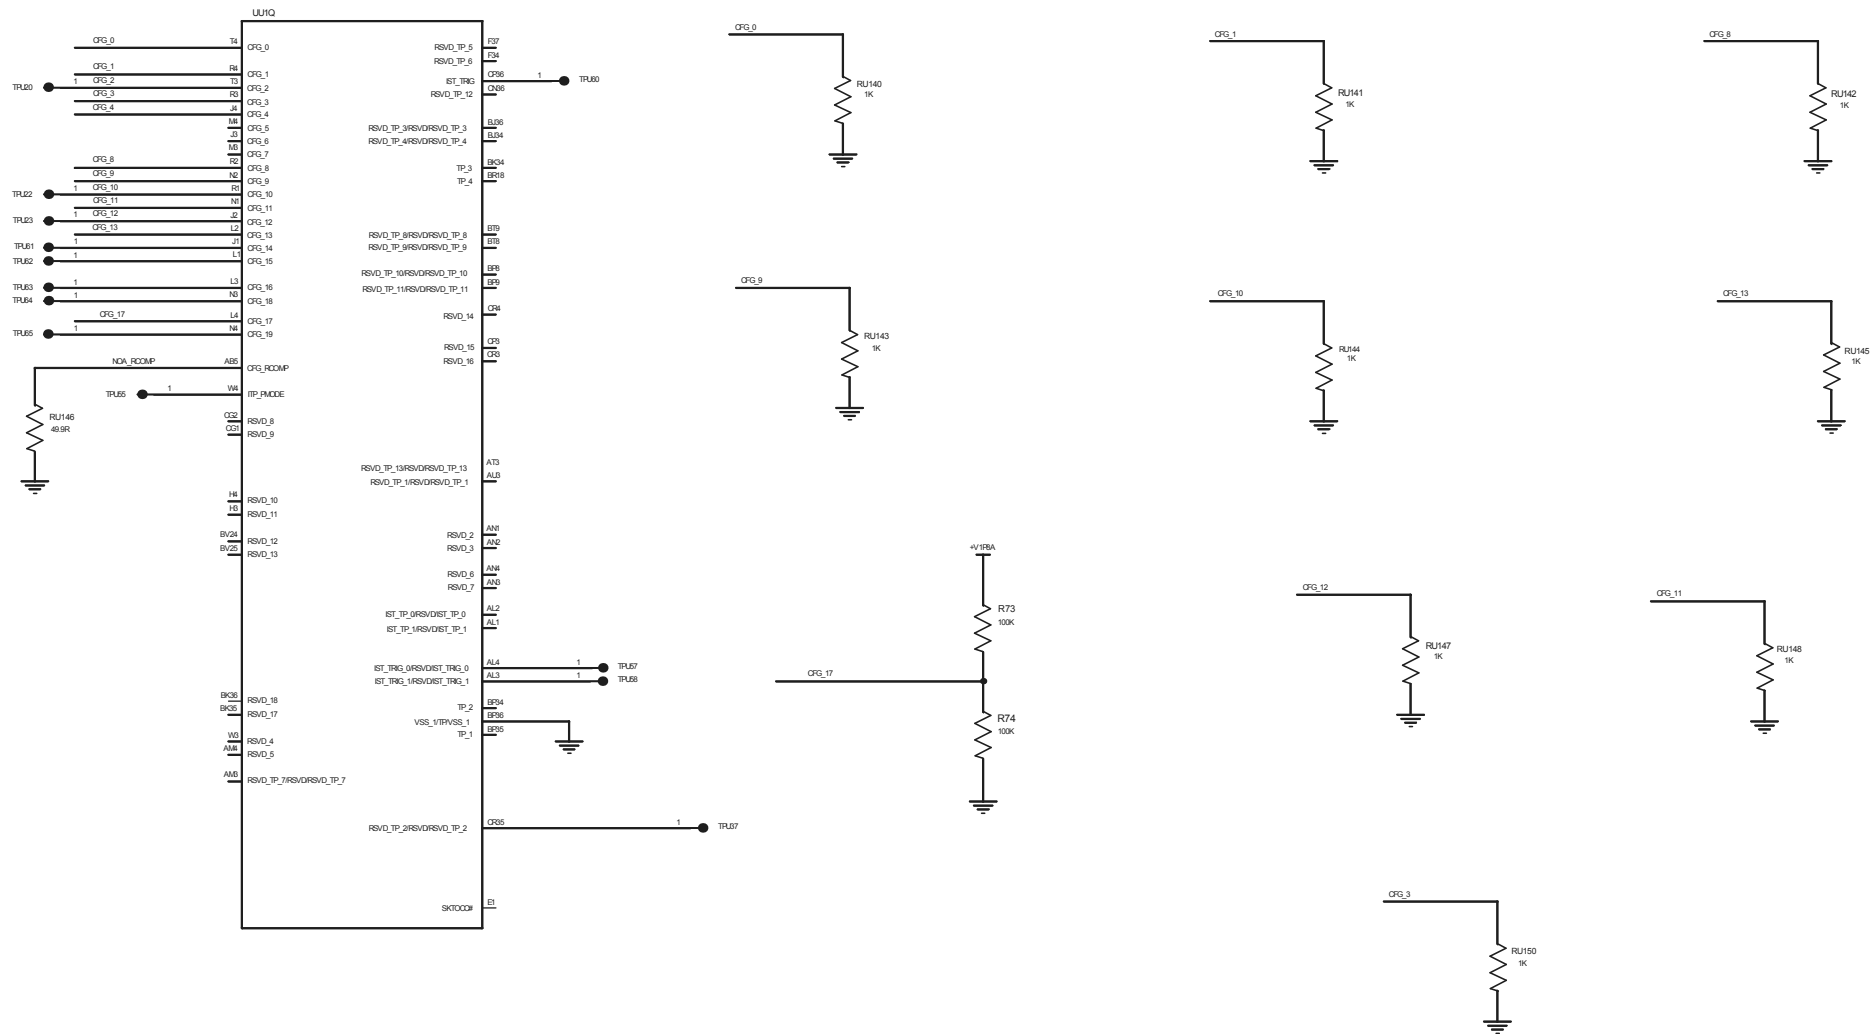 UU1Q
CFG_0 T4 CFG_0
CFG_1 R4 CFG_1
TPU20 1 CFG_2 T3 CFG_2
CFG_3 R3 CFG_3
CFG_4 J4 CFG_4
M4 CFG_5
J3 CFG_6
M3 CFG_7
CFG_8 R2 CFG_8
CFG_9 N2 CFG_9
TPU22 1 CFG_10 R1 CFG_10
CFG_11 N1 CFG_11
TPU23 1 CFG_12 J2 CFG_12
CFG_13 L2 CFG_13
TPU61 1 J1 CFG_14
TPU62 1 L1 CFG_15
TPU63 1 L3 CFG_16
TPU64 1 N3 CFG_18
CFG_17 L4 CFG_17
TPU65 1 N4 CFG_19
NOA_RCOMP AB5 CFG_RCOMP
TPU55 1 W4 ITP_PMODE
RU146
49.9R
CG2 RSVD_8
CG1 RSVD_9
H4 RSVD_10
H3 RSVD_11
BV24 RSVD_12
BV25 RSVD_13
BK36 RSVD_18
BK35 RSVD_17
W3 RSVD_4
AM4 RSVD_5
AM3 RSVD_TP_7/RSVD/RSVD_TP_7
RSVD_TP_5 F37
RSVD_TP_6 F34
IST_TRIG CP36 1 TPU60
RSVD_TP_12 CN36
RSVD_TP_3/RSVD/RSVD_TP_3 BJ36
RSVD_TP_4/RSVD/RSVD_TP_4 BJ34
TP_3 BK34
TP_4 BR18
RSVD_TP_8/RSVD/RSVD_TP_8 BT9
RSVD_TP_9/RSVD/RSVD_TP_9 BT8
RSVD_TP_10/RSVD/RSVD_TP_10 BP8
RSVD_TP_11/RSVD/RSVD_TP_11 BP9
RSVD_14 CR4
RSVD_15 CP3
RSVD_16 CR3
RSVD_TP_13/RSVD/RSVD_TP_13 AT3
RSVD_TP_1/RSVD/RSVD_TP_1 AU3
RSVD_2 AN1
RSVD_3 AN2
RSVD_6 AN4
RSVD_7 AN3
IST_TP_0/RSVD/IST_TP_0 AL2
IST_TP_1/RSVD/IST_TP_1 AL1
IST_TRIG_0/RSVD/IST_TRIG_0 AL4 1 TPU57
IST_TRIG_1/RSVD/IST_TRIG_1 AL3 1 TPU58
TP_2 BP34
VSS_1/TP/VSS_1 BP36
TP_1 BP35
RSVD_TP_2/RSVD/RSVD_TP_2 CR35 1 TPU37
SKTOCC# E1
CFG_0
RU140
1K
CFG_1
RU141
1K
CFG_8
RU142
1K
CFG_9
RU143
1K
CFG_10
RU144
1K
CFG_13
RU145
1K
+V1P8A
R73
100K
CFG_17
R74
100K
CFG_12
RU147
1K
CFG_11
RU148
1K
CFG_3
RU150
1K